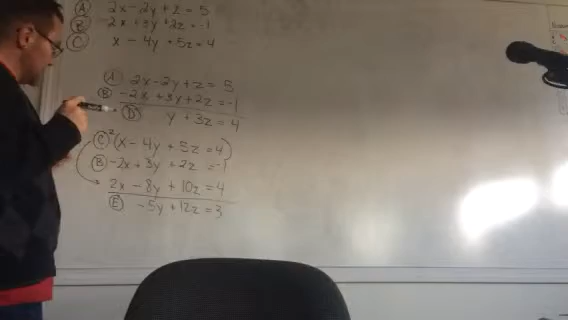 (A) 2x - 2y + z = 5
(B) -2x + 3y + 2z = -1
(C) x - 4y + 5z = 4
(A) 2x - 2y + z = 5
(B) -2x + 3y + 2z = -1
(D) y + 3z = 4
(C) 2(x - 4y + 5z = 4)
(B) -2x + 3y + 2z = -1
2x - 8y + 10z = 4
(E) -5y + 12z = 3